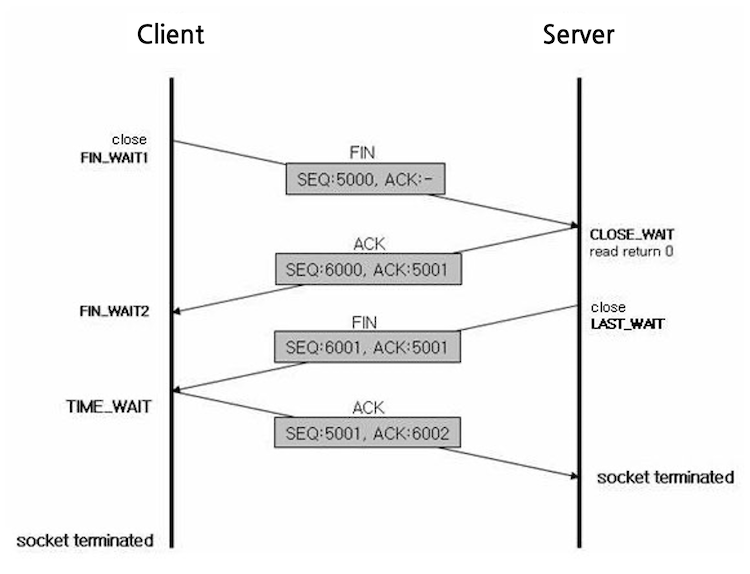 Client
Server
close
FIN_WAIT1
FIN
SEQ:5000, ACK:-
CLOSE_WAIT
read return 0
ACK
SEQ:6000, ACK:5001
FIN_WAIT2
close
LAST_WAIT
FIN
SEQ:6001, ACK:5001
TIME_WAIT
ACK
SEQ:5001, ACK:6002
socket terminated
socket terminated